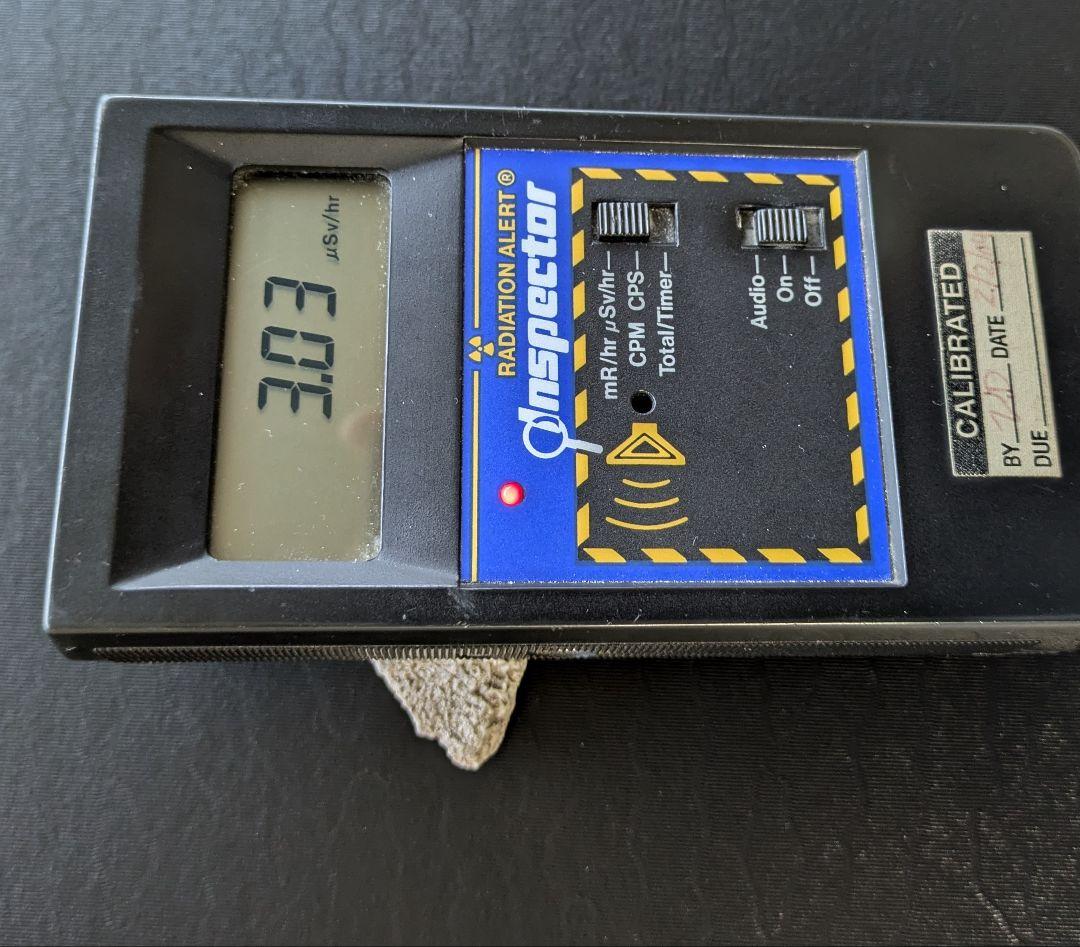 3.03 µSv/hr
RADIATION ALERT®
Inspector
mR/hr µSv/hr
CPM CPS
Total/Timer
Audio
On
Off
CALIBRATED
BY DATE
DUE